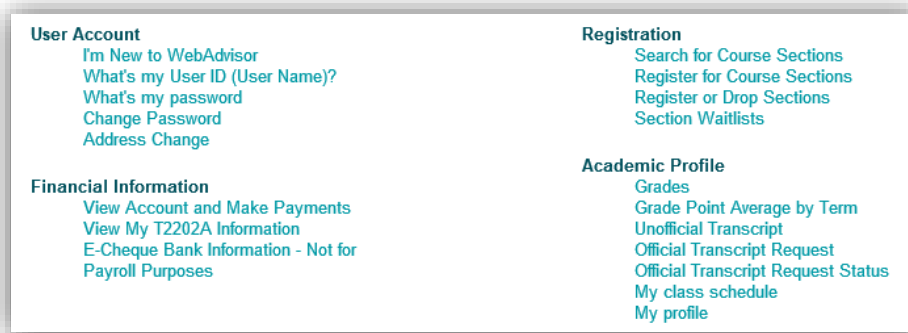 User Account
I'm New to WebAdvisor
What's my User ID (User Name)?
What's my password
Change Password
Address Change
Financial Information
View Account and Make Payments
View My T2202A Information
E-Cheque Bank Information - Not for
Payroll Purposes
Registration
Search for Course Sections
Register for Course Sections
Register or Drop Sections
Section Waitlists
Academic Profile
Grades
Grade Point Average by Term
Unofficial Transcript
Official Transcript Request
Official Transcript Request Status
My class schedule
My profile